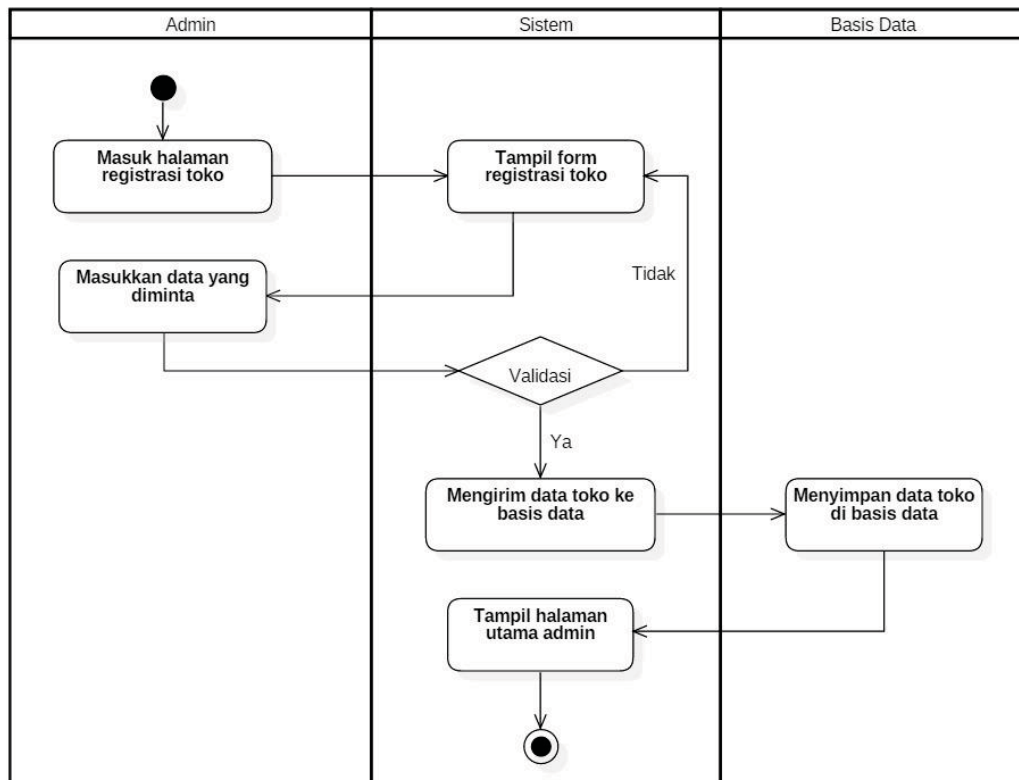 Admin
Sistem
Basis Data
Masuk halaman
registrasi toko
Tampil form
registrasi toko
Masukkan data yang
diminta
Tidak
Validasi
Ya
Mengirim data toko ke
basis data
Menyimpan data toko
di basis data
Tampil halaman
utama admin